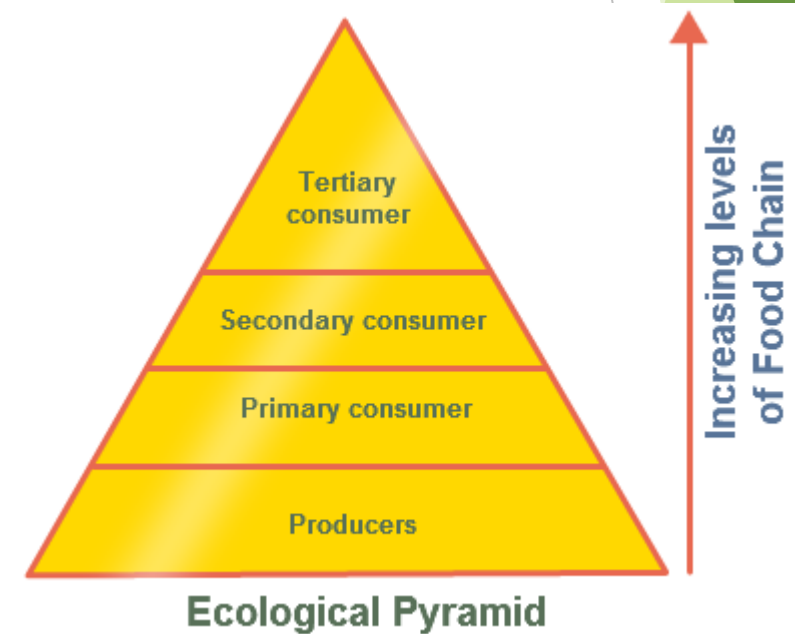 Tertiary
consumer
Secondary consumer
Primary consumer
Producers
Ecological Pyramid
Increasing levels
of Food Chain